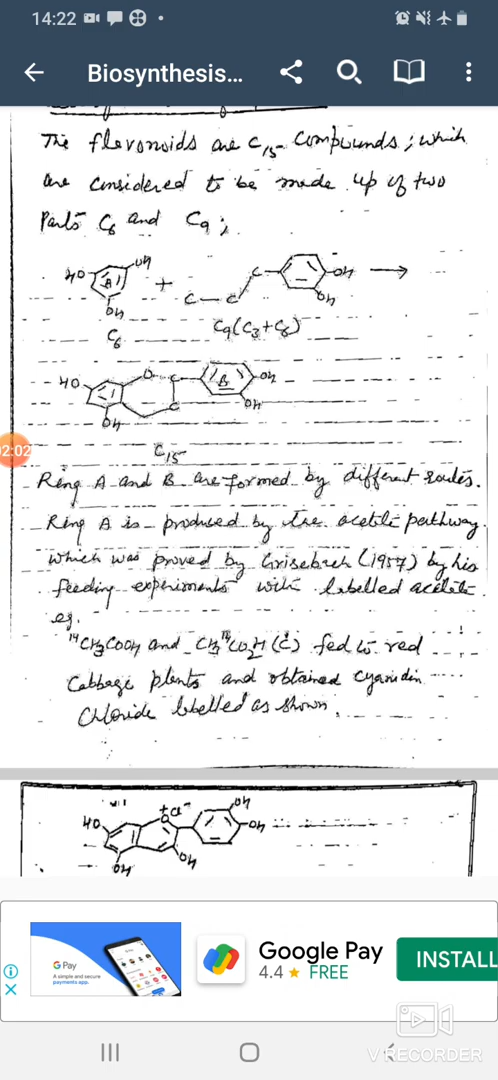 14:22
Biosynthesis...
The flavonoids are C15- Compounds; which
are considered to be made up of two
Parts C6 and C9;
HO A OH + C-C C OH
OH OH
C6 C9(C3+C6)
HO O C B OH
OH C OH
C15
02:02
Ring A and B are formed by different routes.
Ring A is produced by the acetic pathway
which was proved by Grisebach (1957) by his
feeding experiments with labelled acetate
eg.
14CH3COOH and CH3 14CO2H (C) fed to red
Cabbage plants and obtained Cyanidin
Chloride labelled as shown.
+Cl-
HO O OH
OH
OH OH
G Pay
A simple and secure
payments app.
Google Pay
4.4 ★ FREE
INSTALL
V RECORDER